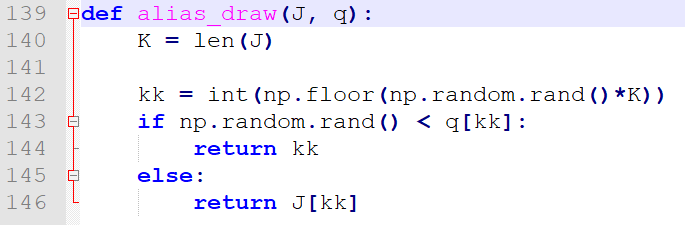 139 def alias_draw(J, q):
140     K = len(J)
141
142     kk = int(np.floor(np.random.rand()*K))
143     if np.random.rand() < q[kk]:
144         return kk
145     else:
146         return J[kk]